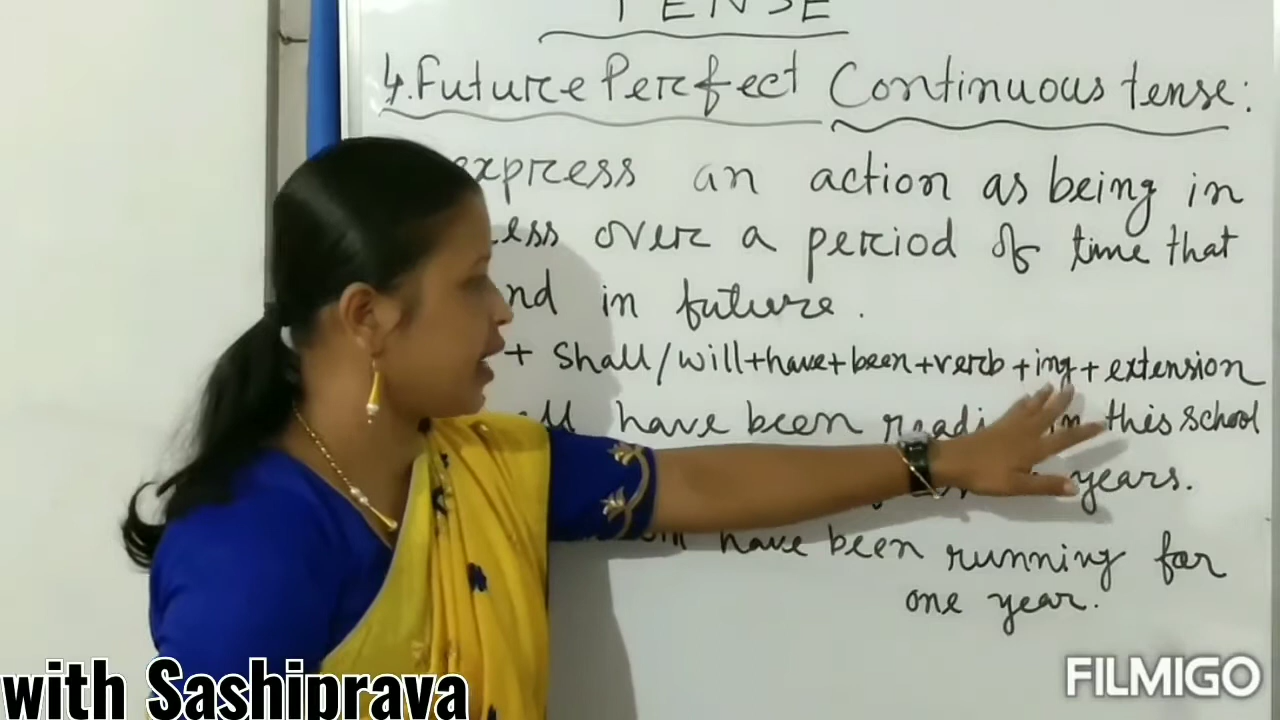 TENSE
4. Future Perfect Continuous tense:
express an action as being in
over a period of time that
in future.
+ Shall/will+have+been+verb+ing+extension
have been this school
years.
have been running for
one year.
with Sashiprava
FILMIGO